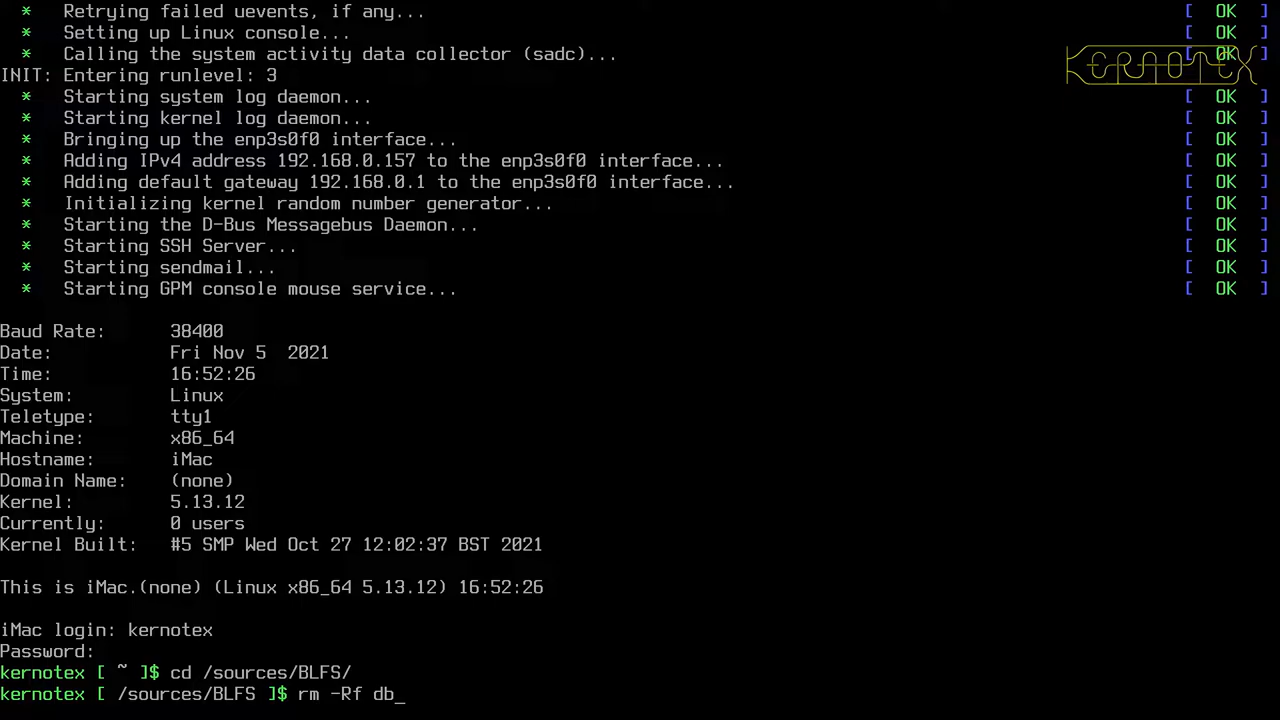 * Retrying failed uevents, if any... [ OK ]
* Setting up Linux console... [ OK ]
* Calling the system activity data collector (sadc)... [ OK ]
KERNOTEX
INIT: Entering runlevel: 3
* Starting system log daemon... [ OK ]
* Starting kernel log daemon... [ OK ]
* Bringing up the enp3s0f0 interface... [ OK ]
* Adding IPv4 address 192.168.0.157 to the enp3s0f0 interface... [ OK ]
* Adding default gateway 192.168.0.1 to the enp3s0f0 interface... [ OK ]
* Initializing kernel random number generator... [ OK ]
* Starting the D-Bus Messagebus Daemon... [ OK ]
* Starting SSH Server... [ OK ]
* Starting sendmail... [ OK ]
* Starting GPM console mouse service... [ OK ]
Baud Rate: 38400
Date: Fri Nov 5  2021
Time: 16:52:26
System: Linux
Teletype: tty1
Machine: x86_64
Hostname: iMac
Domain Name: (none)
Kernel: 5.13.12
Currently: 0 users
Kernel Built: #5 SMP Wed Oct 27 12:02:37 BST 2021
This is iMac.(none) (Linux x86_64 5.13.12) 16:52:26
iMac login: kernotex
Password:
kernotex [ ~ ]$ cd /sources/BLFS/
kernotex [ /sources/BLFS ]$ rm -Rf db_